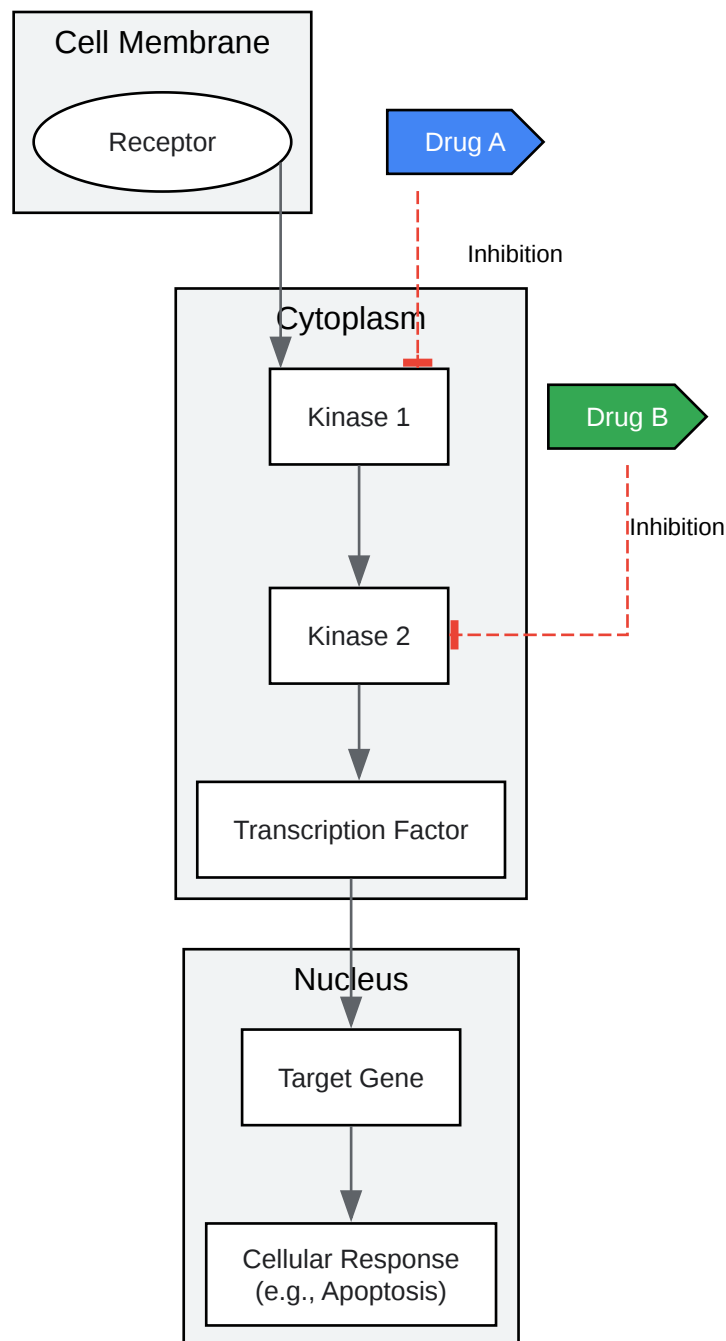 Cell Membrane
Receptor
Drug A
Inhibition
Cytoplasm
Kinase 1
Drug B
Inhibition
Kinase 2
Transcription Factor
Nucleus
Target Gene
Cellular Response
(e.g., Apoptosis)